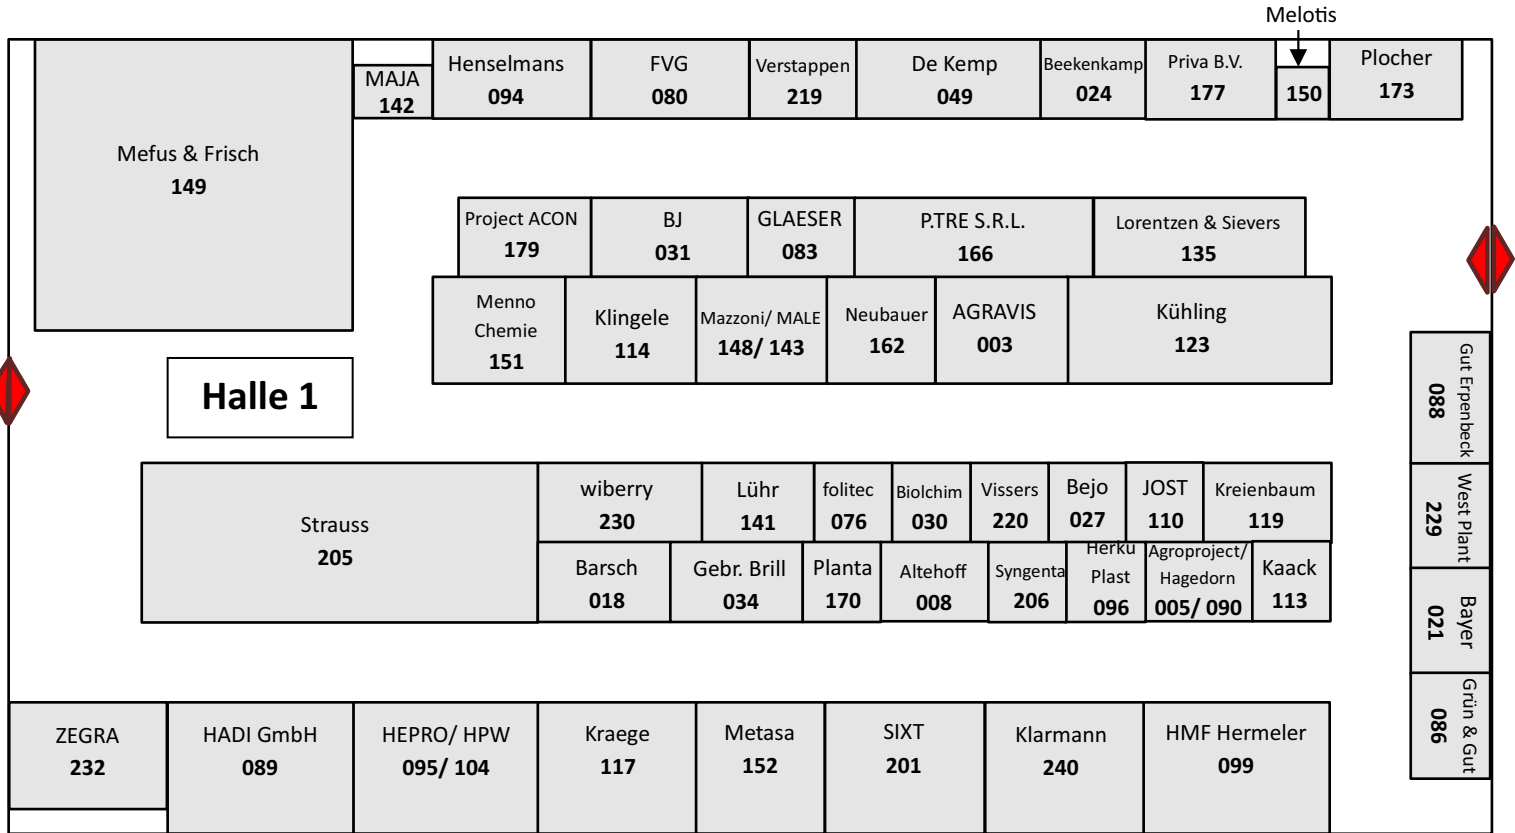 Melotis
Mefus & Frisch
149
MAJA
142
Henselmans
094
FVG
080
Verstappen
219
De Kemp
049
Beekenkamp
024
Priva B.V.
177
150
Plocher
173
Project ACON
179
BJ
031
GLAESER
083
P.TRE S.R.L.
166
Lorentzen & Sievers
135
Menno
Chemie
151
Klingele
114
Mazzoni/ MALE
148/ 143
Neubauer
162
AGRAVIS
003
Kühling
123
Halle 1
Gut Erpenbeck
088
West Plant
229
Bayer
021
Grün & Gut
086
Strauss
205
wiberry
230
Lühr
141
folitec
076
Biolchim
030
Vissers
220
Bejo
027
JOST
110
Kreienbaum
119
Barsch
018
Gebr. Brill
034
Planta
170
Altehoff
008
Syngenta
206
Herku
Plast
096
Agroproject/
Hagedorn
005/ 090
Kaack
113
ZEGRA
232
HADI GmbH
089
HEPRO/ HPW
095/ 104
Kraege
117
Metasa
152
SIXT
201
Klarmann
240
HMF Hermeler
099